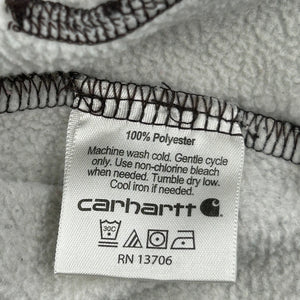 100% Polyester
Machine wash cold. Gentle cycle
only. Use non-chlorine bleach
when needed. Tumble dry low.
Cool iron if needed.
carhartt
30C
RN 13706